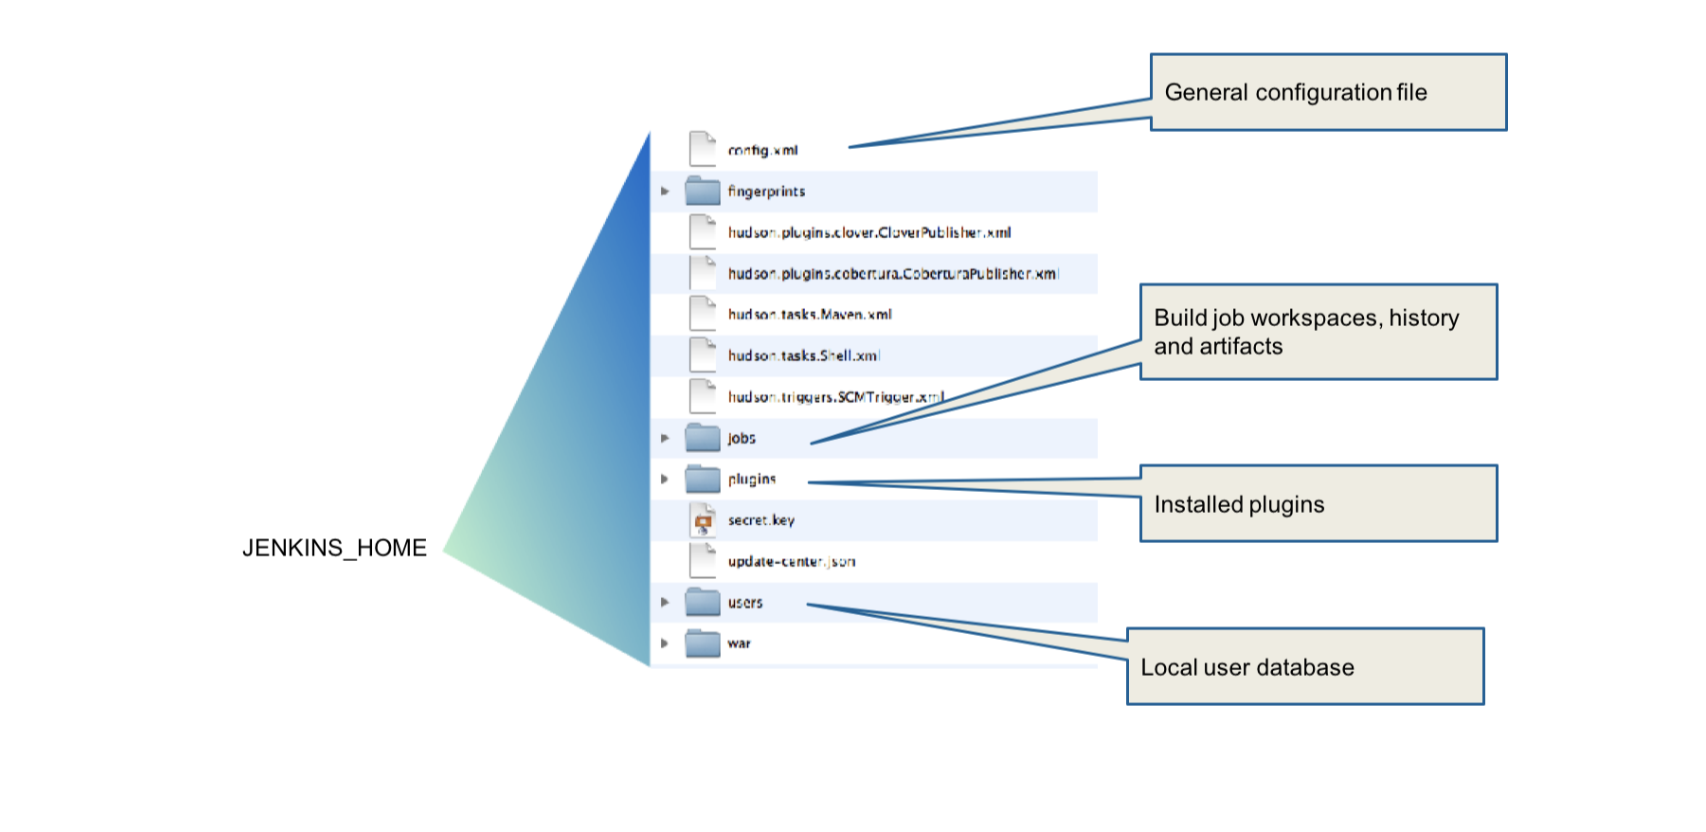 General configuration file
config.xml
fingerprints
hudson.plugins.clover.CloverPublisher.xml
hudson.plugins.cobertura.CoberturaPublisher.xml
hudson.tasks.Maven.xml
hudson.tasks.Shell.xml
hudson.triggers.SCMTrigger.xml
Build job workspaces, history
and artifacts
jobs
plugins
Installed plugins
secret.key
JENKINS_HOME
update-center.json
users
war
Local user database